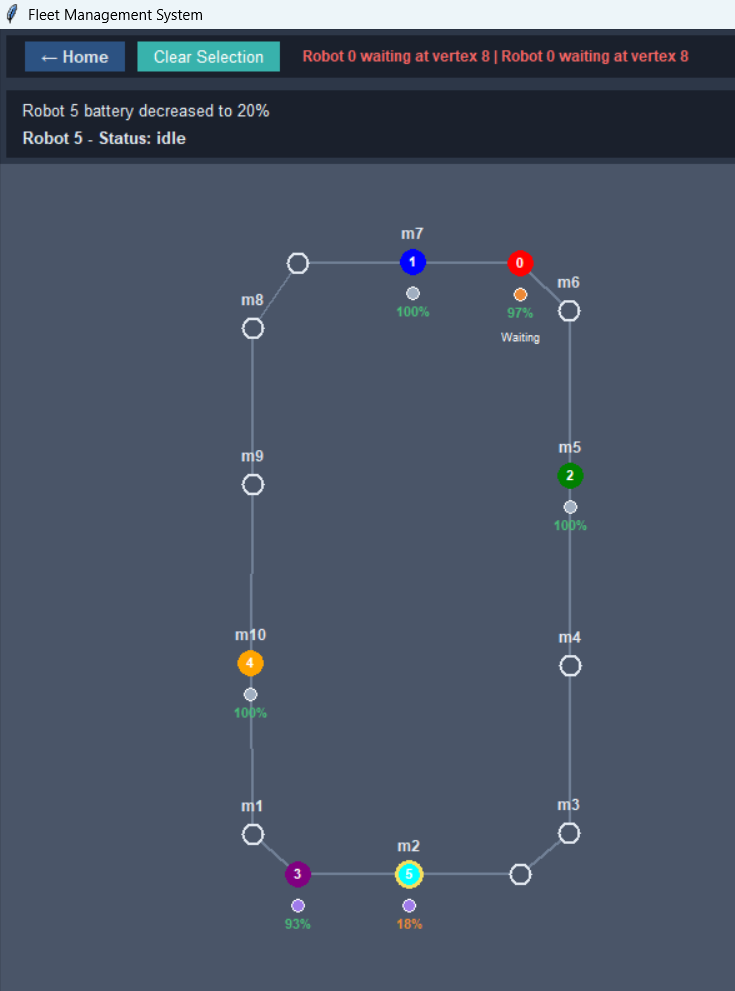 Fleet Management System
← Home
Clear Selection
Robot 0 waiting at vertex 8 | Robot 0 waiting at vertex 8
Robot 5 battery decreased to 20%
Robot 5 - Status: idle
m7
1
100%
0
97%
Waiting
m6
m8
m5
2
100%
m9
m10
4
100%
m4
m1
m3
m2
3
93%
5
18%